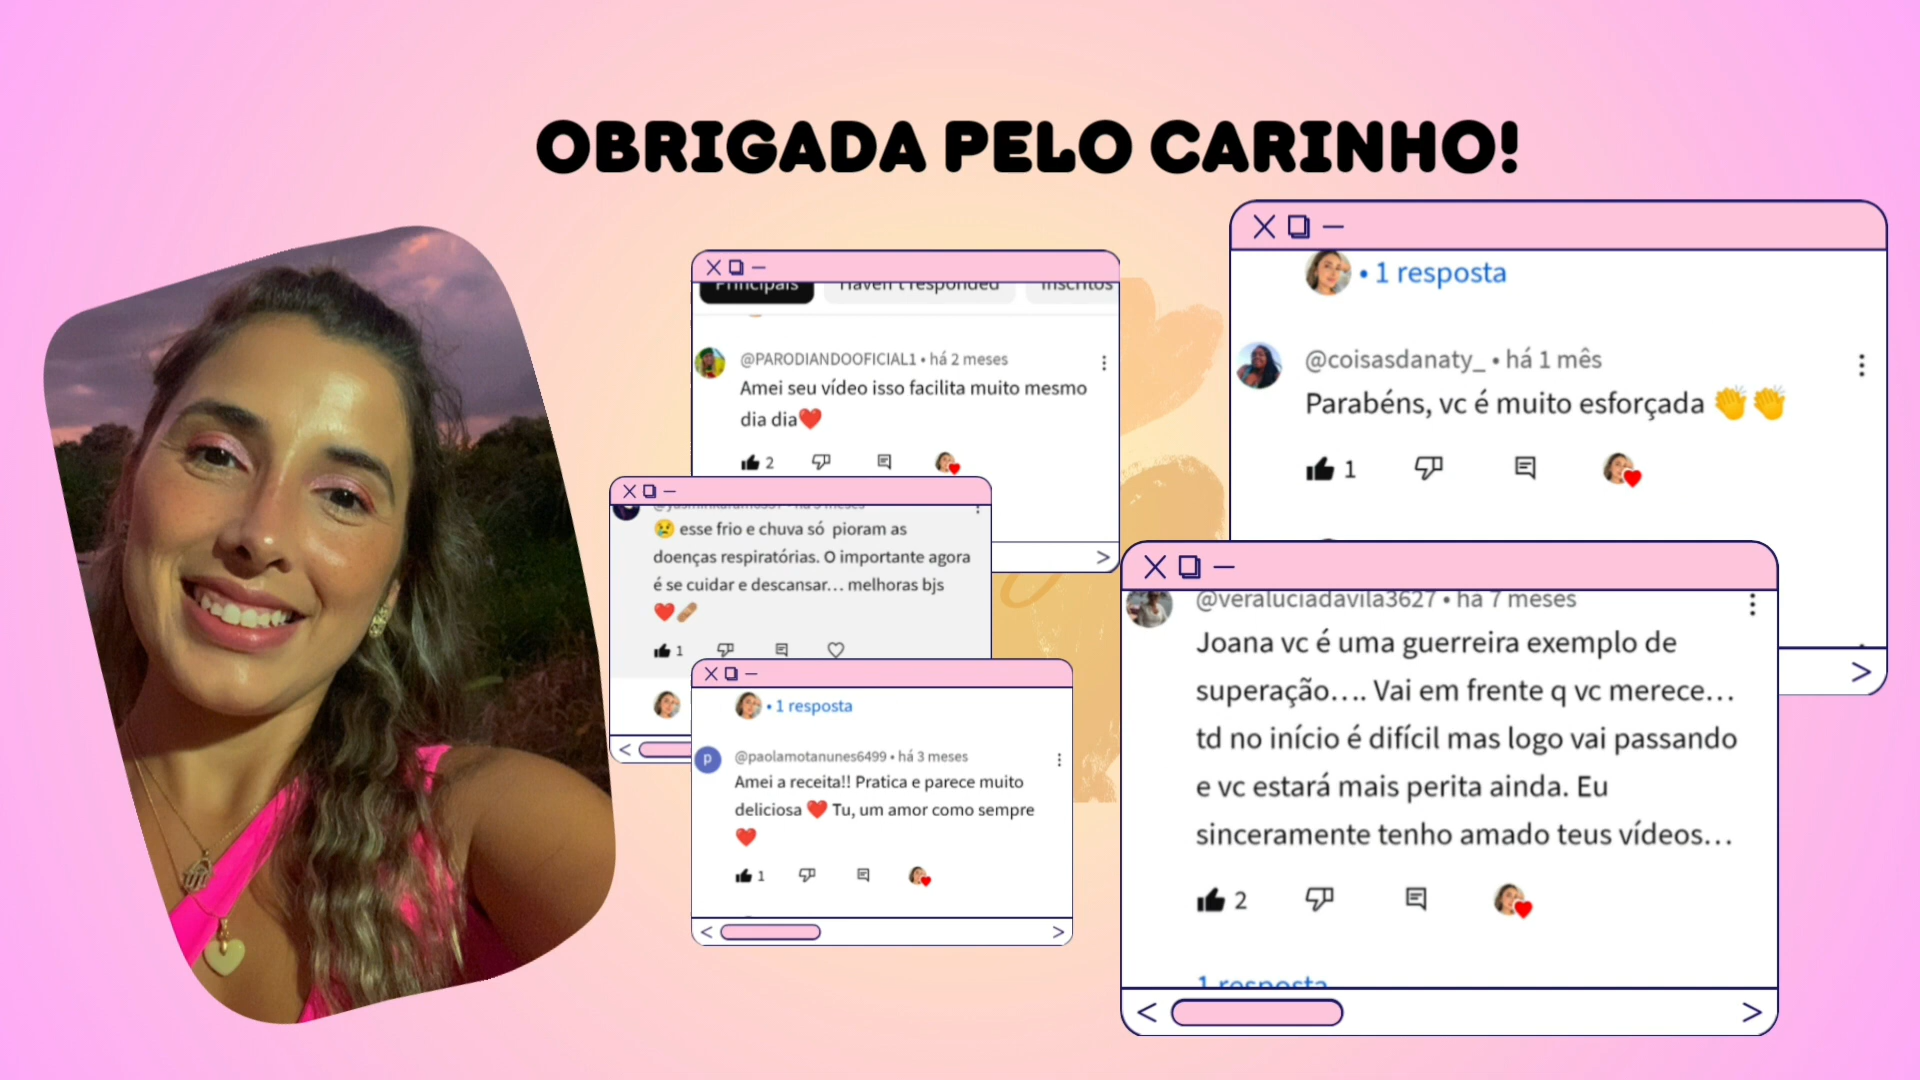 OBRIGADA PELO CARINHO!
Principais Haven't responded Inscritos
@PARODIANDOOFICIAL1 • há 2 meses
Amei seu vídeo isso facilita muito mesmo
dia dia❤️
2
😢 esse frio e chuva só pioram as
doenças respiratórias. O importante agora
é se cuidar e descansar... melhoras bjs
❤️🩹
1
• 1 resposta
@paolamotanunes6499 • há 3 meses
Amei a receita!! Pratica e parece muito
deliciosa ❤️ Tu, um amor como sempre
❤️
1
• 1 resposta
@coisasdanaty_ • há 1 mês
Parabéns, vc é muito esforçada 👏👏
1
@veraluciadavila3627 • há 7 meses
Joana vc é uma guerreira exemplo de
superação.... Vai em frente q vc merece...
td no início é difícil mas logo vai passando
e vc estará mais perita ainda. Eu
sinceramente tenho amado teus vídeos...
2
1 resposta